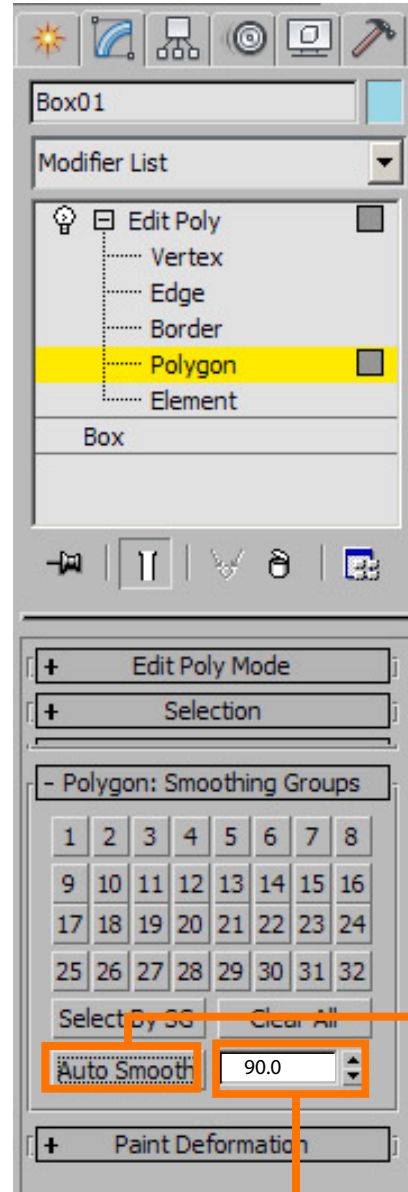 Box01
Modifier List
Edit Poly
Vertex
Edge
Border
Polygon
Element
Box
+ Edit Poly Mode
+ Selection
- Polygon: Smoothing Groups
1 2 3 4 5 6 7 8
9 10 11 12 13 14 15 16
17 18 19 20 21 22 23 24
25 26 27 28 29 30 31 32
Select By SG Clear All
Auto Smooth 90.0
+ Paint Deformation